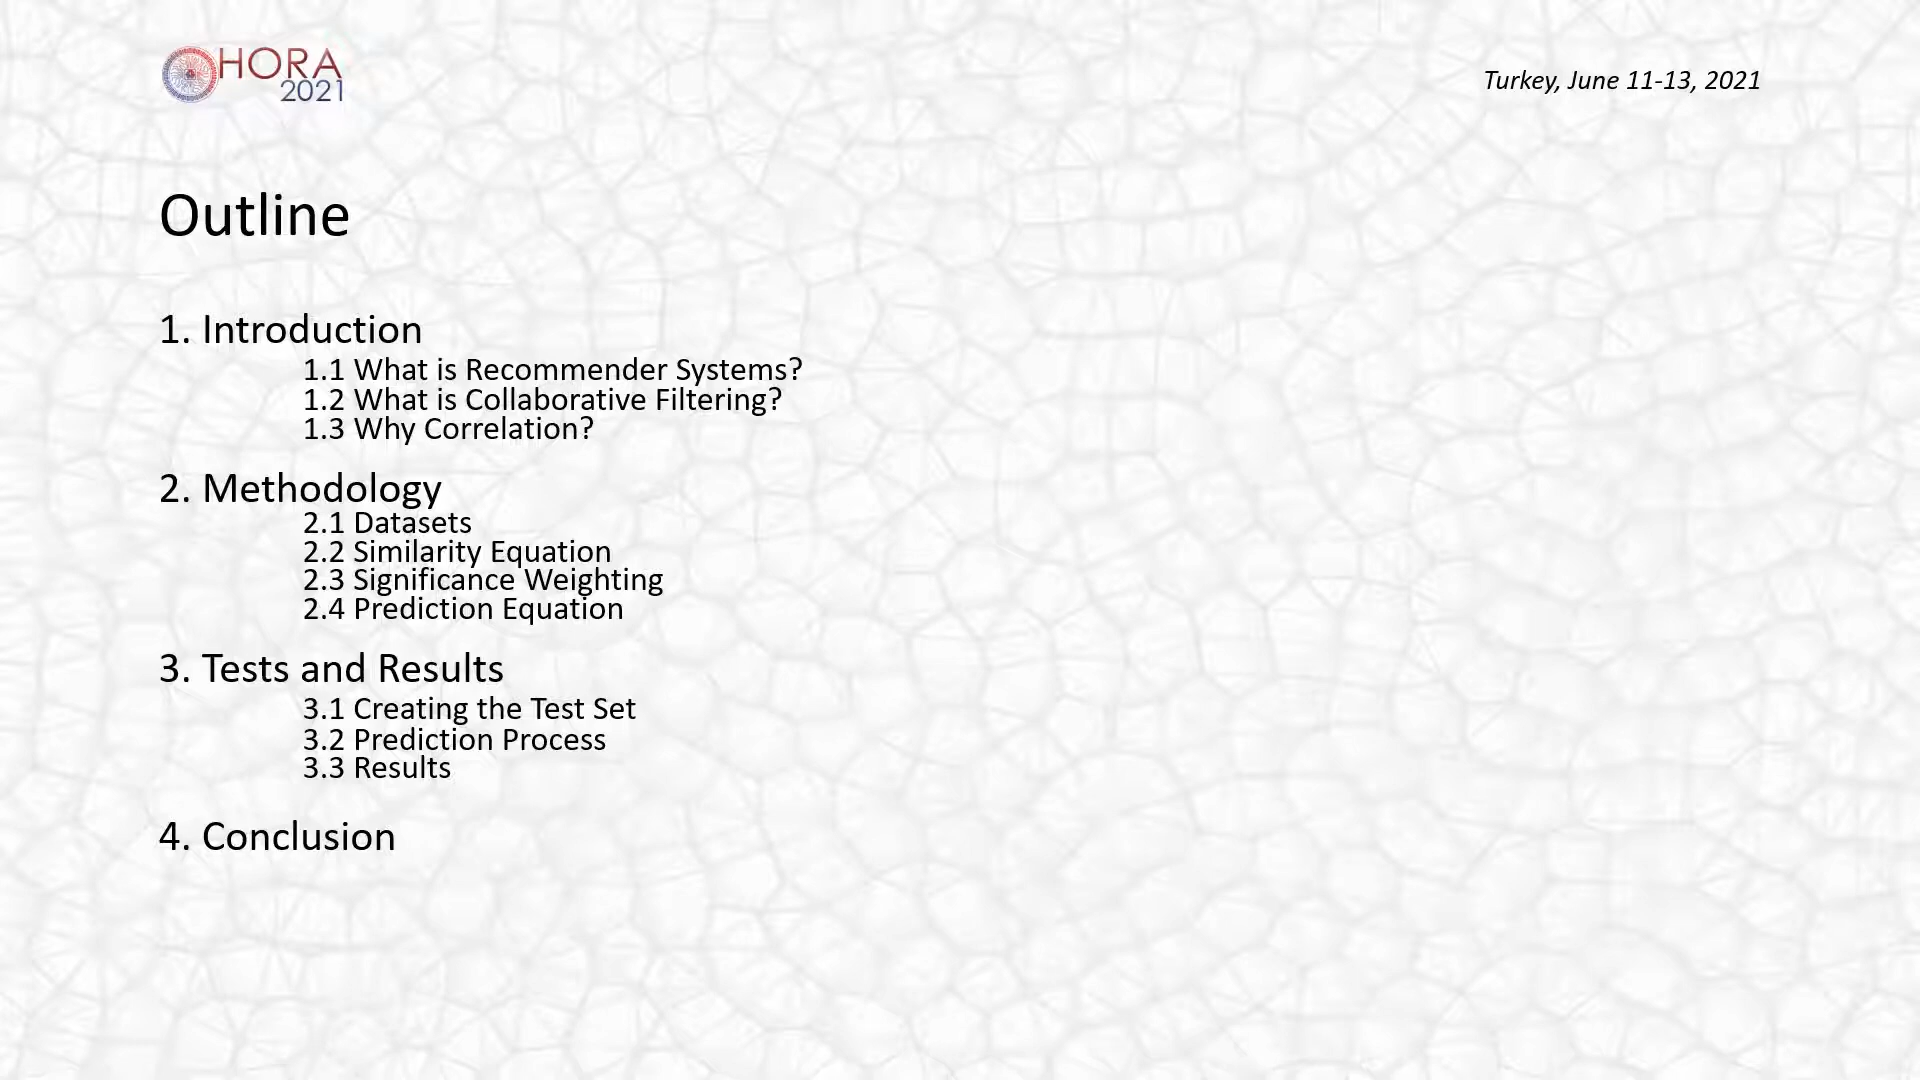 HORA
2021
Turkey, June 11-13, 2021
Outline
1. Introduction
1.1 What is Recommender Systems?
1.2 What is Collaborative Filtering?
1.3 Why Correlation?
2. Methodology
2.1 Datasets
2.2 Similarity Equation
2.3 Significance Weighting
2.4 Prediction Equation
3. Tests and Results
3.1 Creating the Test Set
3.2 Prediction Process
3.3 Results
4. Conclusion